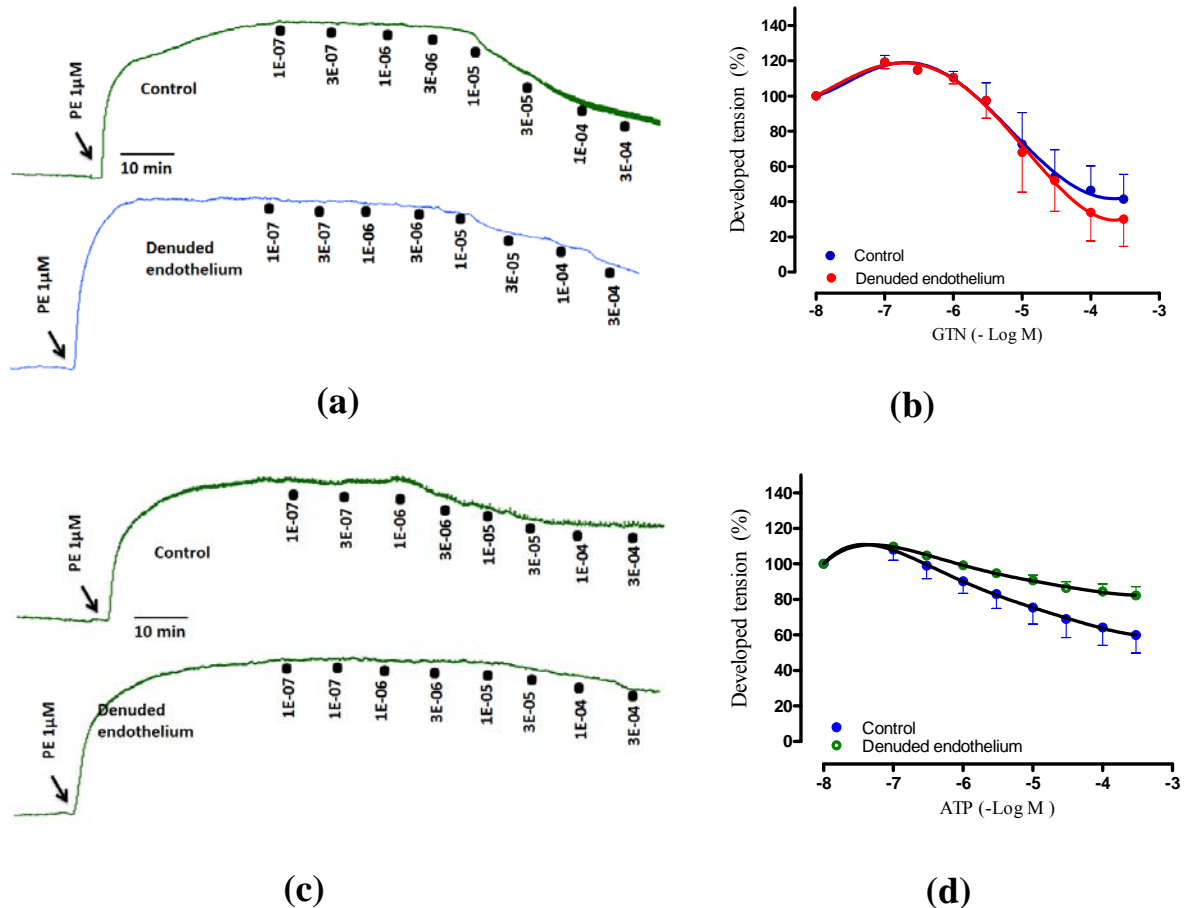 PE 1µM
Control
10 min
1E-07
3E-07
1E-06
3E-06
1E-05
3E-05
1E-04
3E-04
PE 1µM
Denuded
endothelium
1E-07
3E-07
1E-06
3E-06
1E-05
3E-05
1E-04
3E-04
(a)
Developed tension (%)
140
120
100
80
60
40
20
0
Control
Denuded endothelium
-8
-7
-6
-5
-4
-3
GTN (- Log M)
(b)
PE 1µM
Control
10 min
1E-07
3E-07
1E-06
3E-06
1E-05
3E-05
1E-04
3E-04
PE 1µM
Denuded
endothelium
1E-07
1E-07
1E-06
3E-06
1E-05
3E-05
1E-04
3E-04
(c)
Developed tension (%)
140
120
100
80
60
40
20
0
Control
Denuded endothelium
-8
-7
-6
-5
-4
-3
ATP (-Log M )
(d)